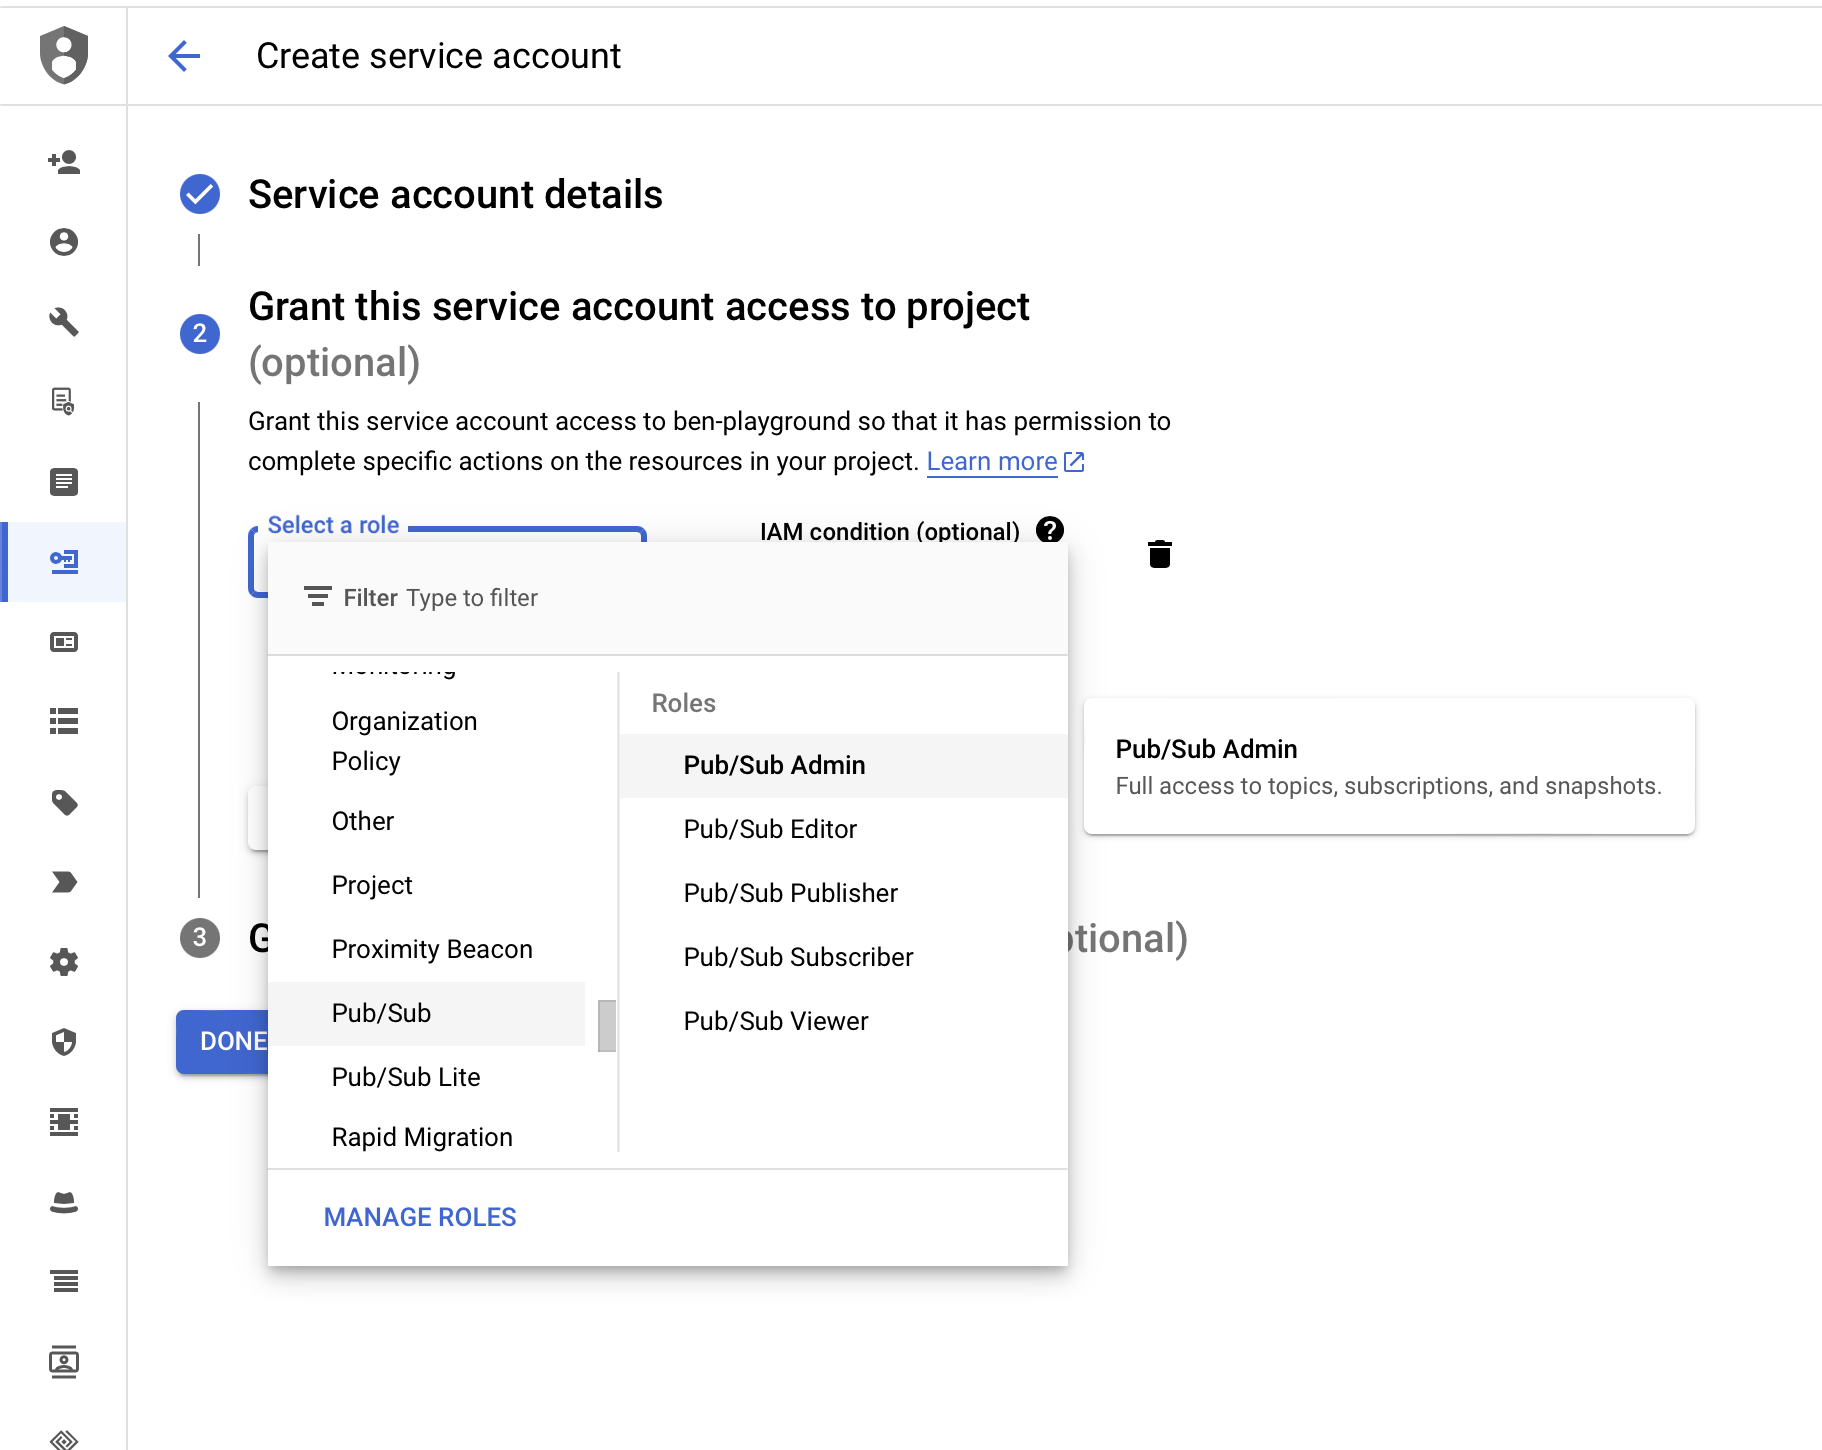 Create service account
Service account details
2
Grant this service account access to project
(optional)
Grant this service account access to ben-playground so that it has permission to
complete specific actions on the resources in your project. Learn more
Select a role
IAM condition (optional)
Filter Type to filter
Organization
Policy
Other
Project
Proximity Beacon
Pub/Sub
Pub/Sub Lite
Rapid Migration
Roles
Pub/Sub Admin
Pub/Sub Editor
Pub/Sub Publisher
Pub/Sub Subscriber
Pub/Sub Viewer
MANAGE ROLES
Pub/Sub Admin
Full access to topics, subscriptions, and snapshots.
3
DONE